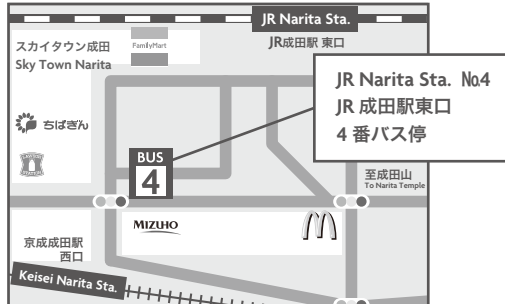 JR Narita Sta.
JR成田駅 東口
スカイタウン成田
Sky Town Narita
FamilyMart
JR Narita Sta. №4
JR 成田駅東口
4 番バス停
ちばぎん
BUS
4
至成田山
To Narita Temple
MIZUHO
京成成田駅
西口
Keisei Narita Sta.